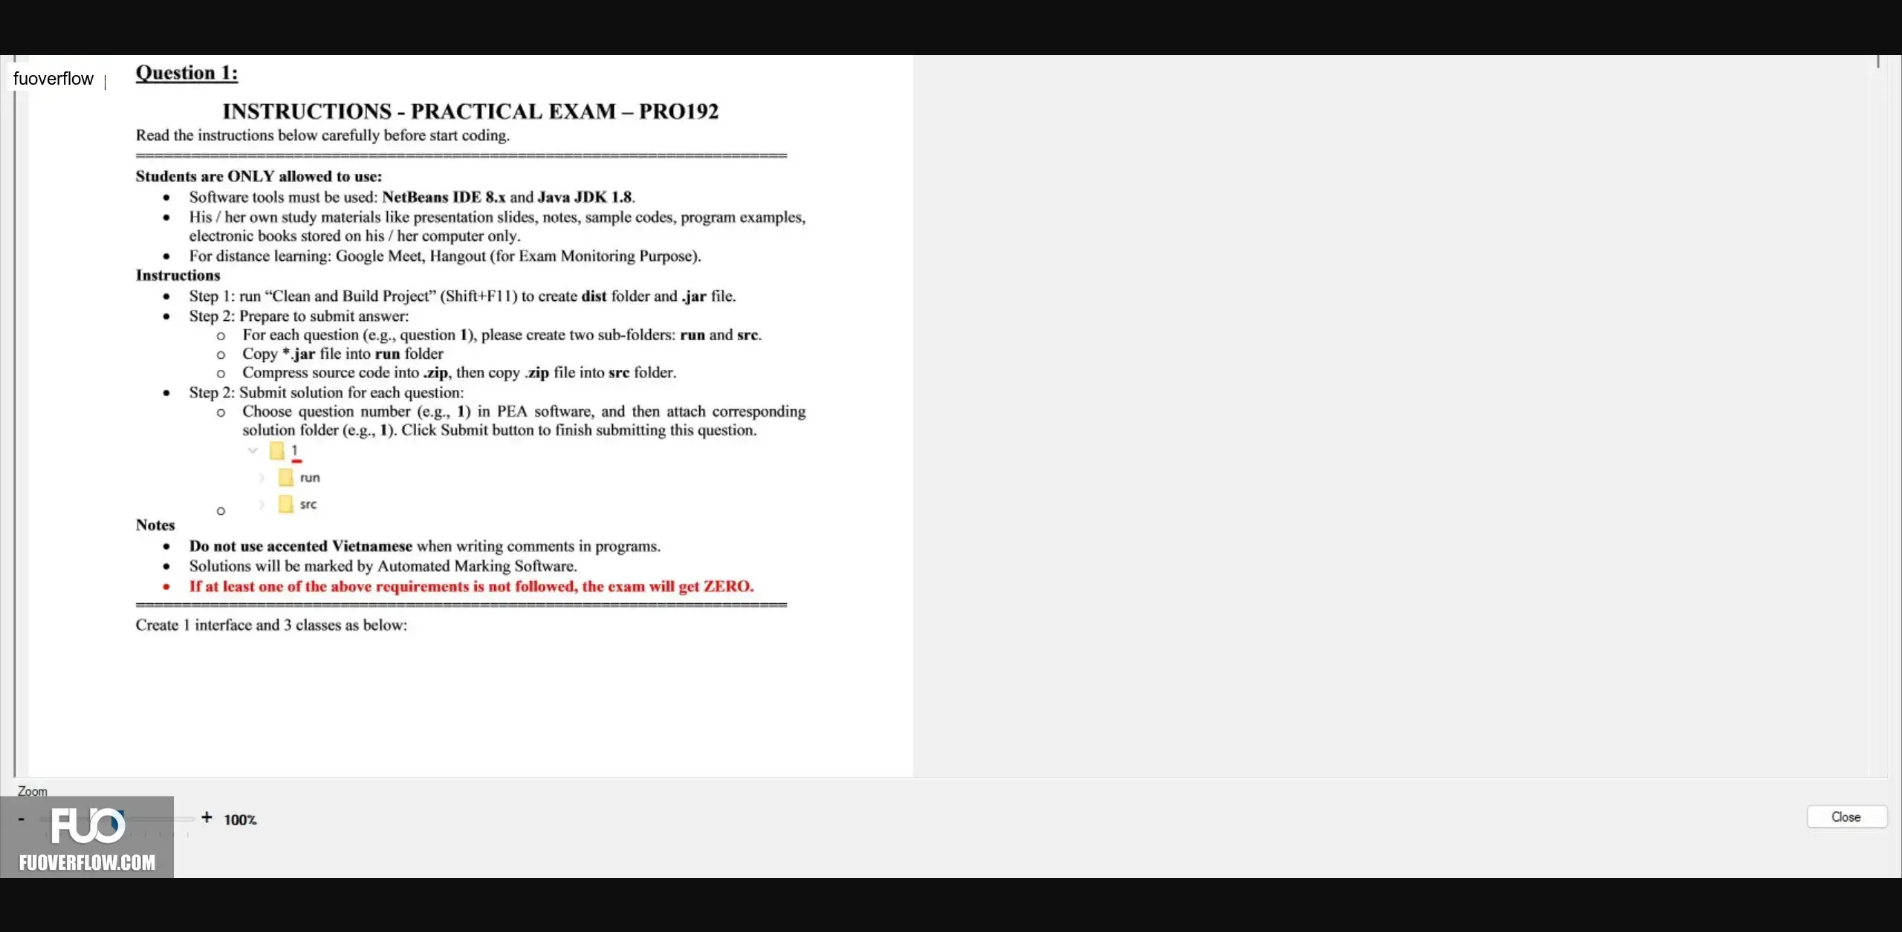 fuoverflow
Question 1:
INSTRUCTIONS - PRACTICAL EXAM – PRO192
Read the instructions below carefully before start coding.
Students are ONLY allowed to use:
• Software tools must be used: NetBeans IDE 8.x and Java JDK 1.8.
• His / her own study materials like presentation slides, notes, sample codes, program examples,
electronic books stored on his / her computer only.
• For distance learning: Google Meet, Hangout (for Exam Monitoring Purpose).
Instructions
• Step 1: run “Clean and Build Project” (Shift+F11) to create dist folder and .jar file.
• Step 2: Prepare to submit answer:
o For each question (e.g., question 1), please create two sub-folders: run and src.
o Copy *.jar file into run folder
o Compress source code into .zip, then copy .zip file into src folder.
• Step 2: Submit solution for each question:
o Choose question number (e.g., 1) in PEA software, and then attach corresponding
solution folder (e.g., 1). Click Submit button to finish submitting this question.
1
run
src
o
Notes
• Do not use accented Vietnamese when writing comments in programs.
• Solutions will be marked by Automated Marking Software.
• If at least one of the above requirements is not followed, the exam will get ZERO.
Create 1 interface and 3 classes as below:
Zoom
- + 100%
Close
FUO
FUOVERFLOW.COM